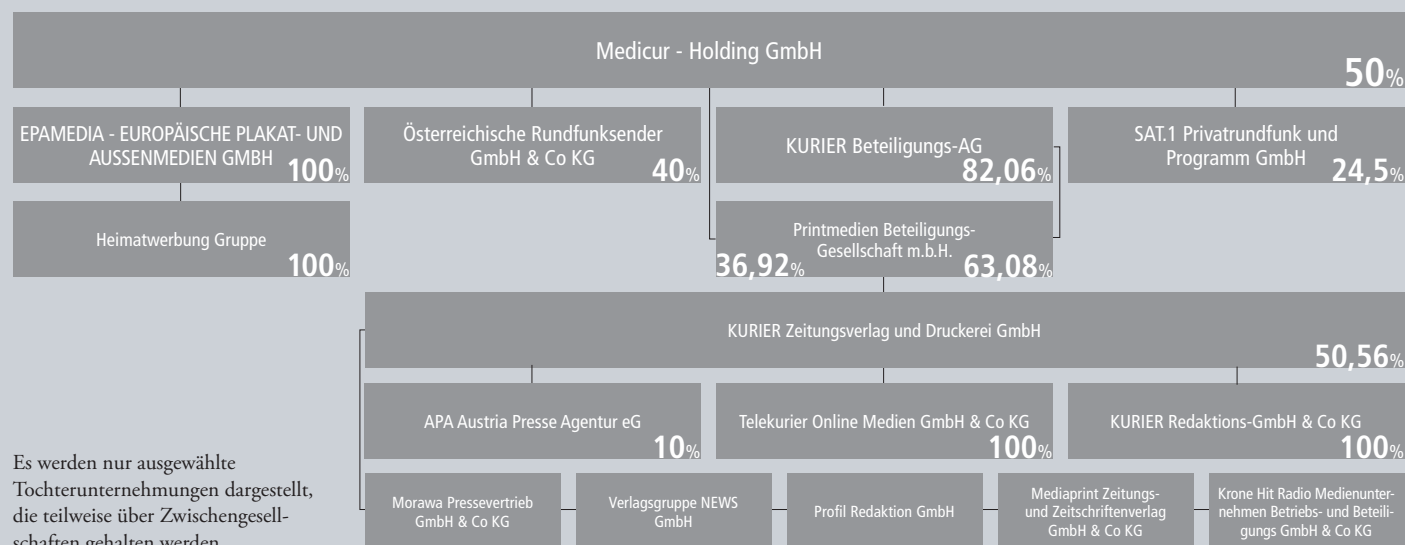 Medicur - Holding GmbH
50%
EPAMEDIA - EUROPÄISCHE PLAKAT- UND
AUSSENMEDIEN GMBH
100%
Österreichische Rundfunksender
GmbH & Co KG
40%
KURIER Beteiligungs-AG
82,06%
SAT.1 Privatrundfunk und
Programm GmbH
24,5%
Heimatwerbung Gruppe
100%
Printmedien Beteiligungs-
Gesellschaft m.b.H.
36,92%
63,08%
KURIER Zeitungsverlag und Druckerei GmbH
50,56%
APA Austria Presse Agentur eG
10%
Telekurier Online Medien GmbH & Co KG
100%
KURIER Redaktions-GmbH & Co KG
100%
Es werden nur ausgewählte
Tochterunternehmungen dargestellt,
die teilweise über Zwischengesell-
schaften gehalten werden
Morawa Pressevertrieb
GmbH & Co KG
Verlagsgruppe NEWS
GmbH
Profil Redaktion GmbH
Mediaprint Zeitungs-
und Zeitschriftenverlag
GmbH & Co KG
Krone Hit Radio Medienunter-
nehmen Betriebs- und Beteili-
gungs GmbH & Co KG